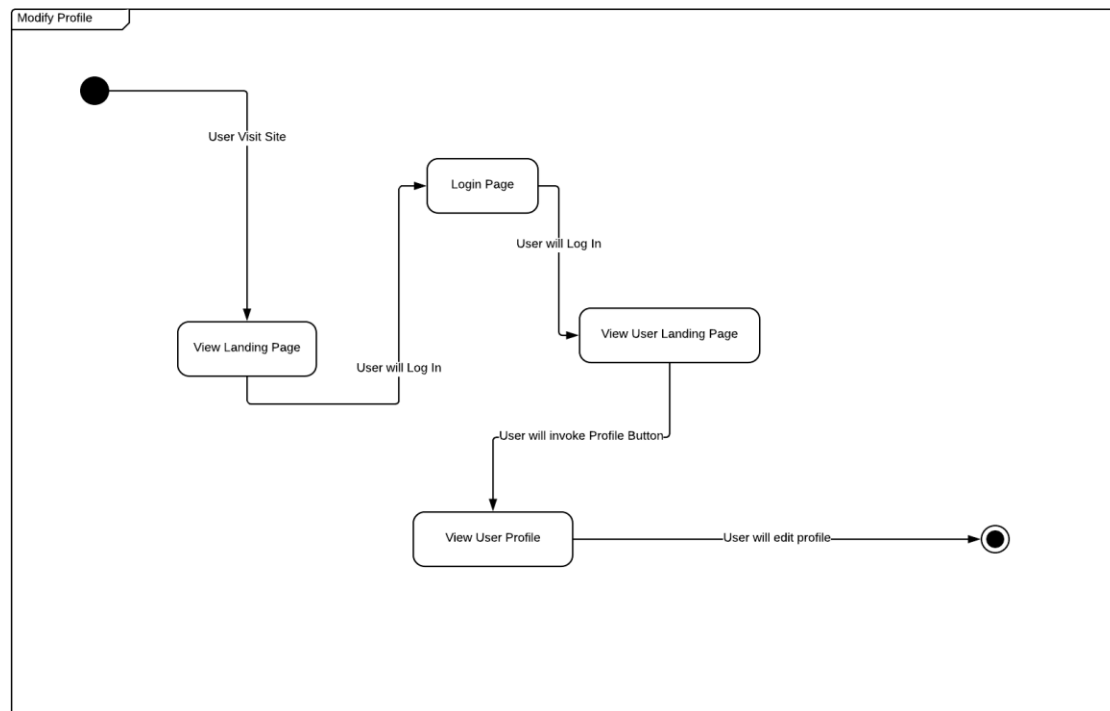 Modify Profile
User Visit Site
Login Page
User will Log In
View User Landing Page
View Landing Page
User will Log In
User will invoke Profile Button
View User Profile
User will edit profile